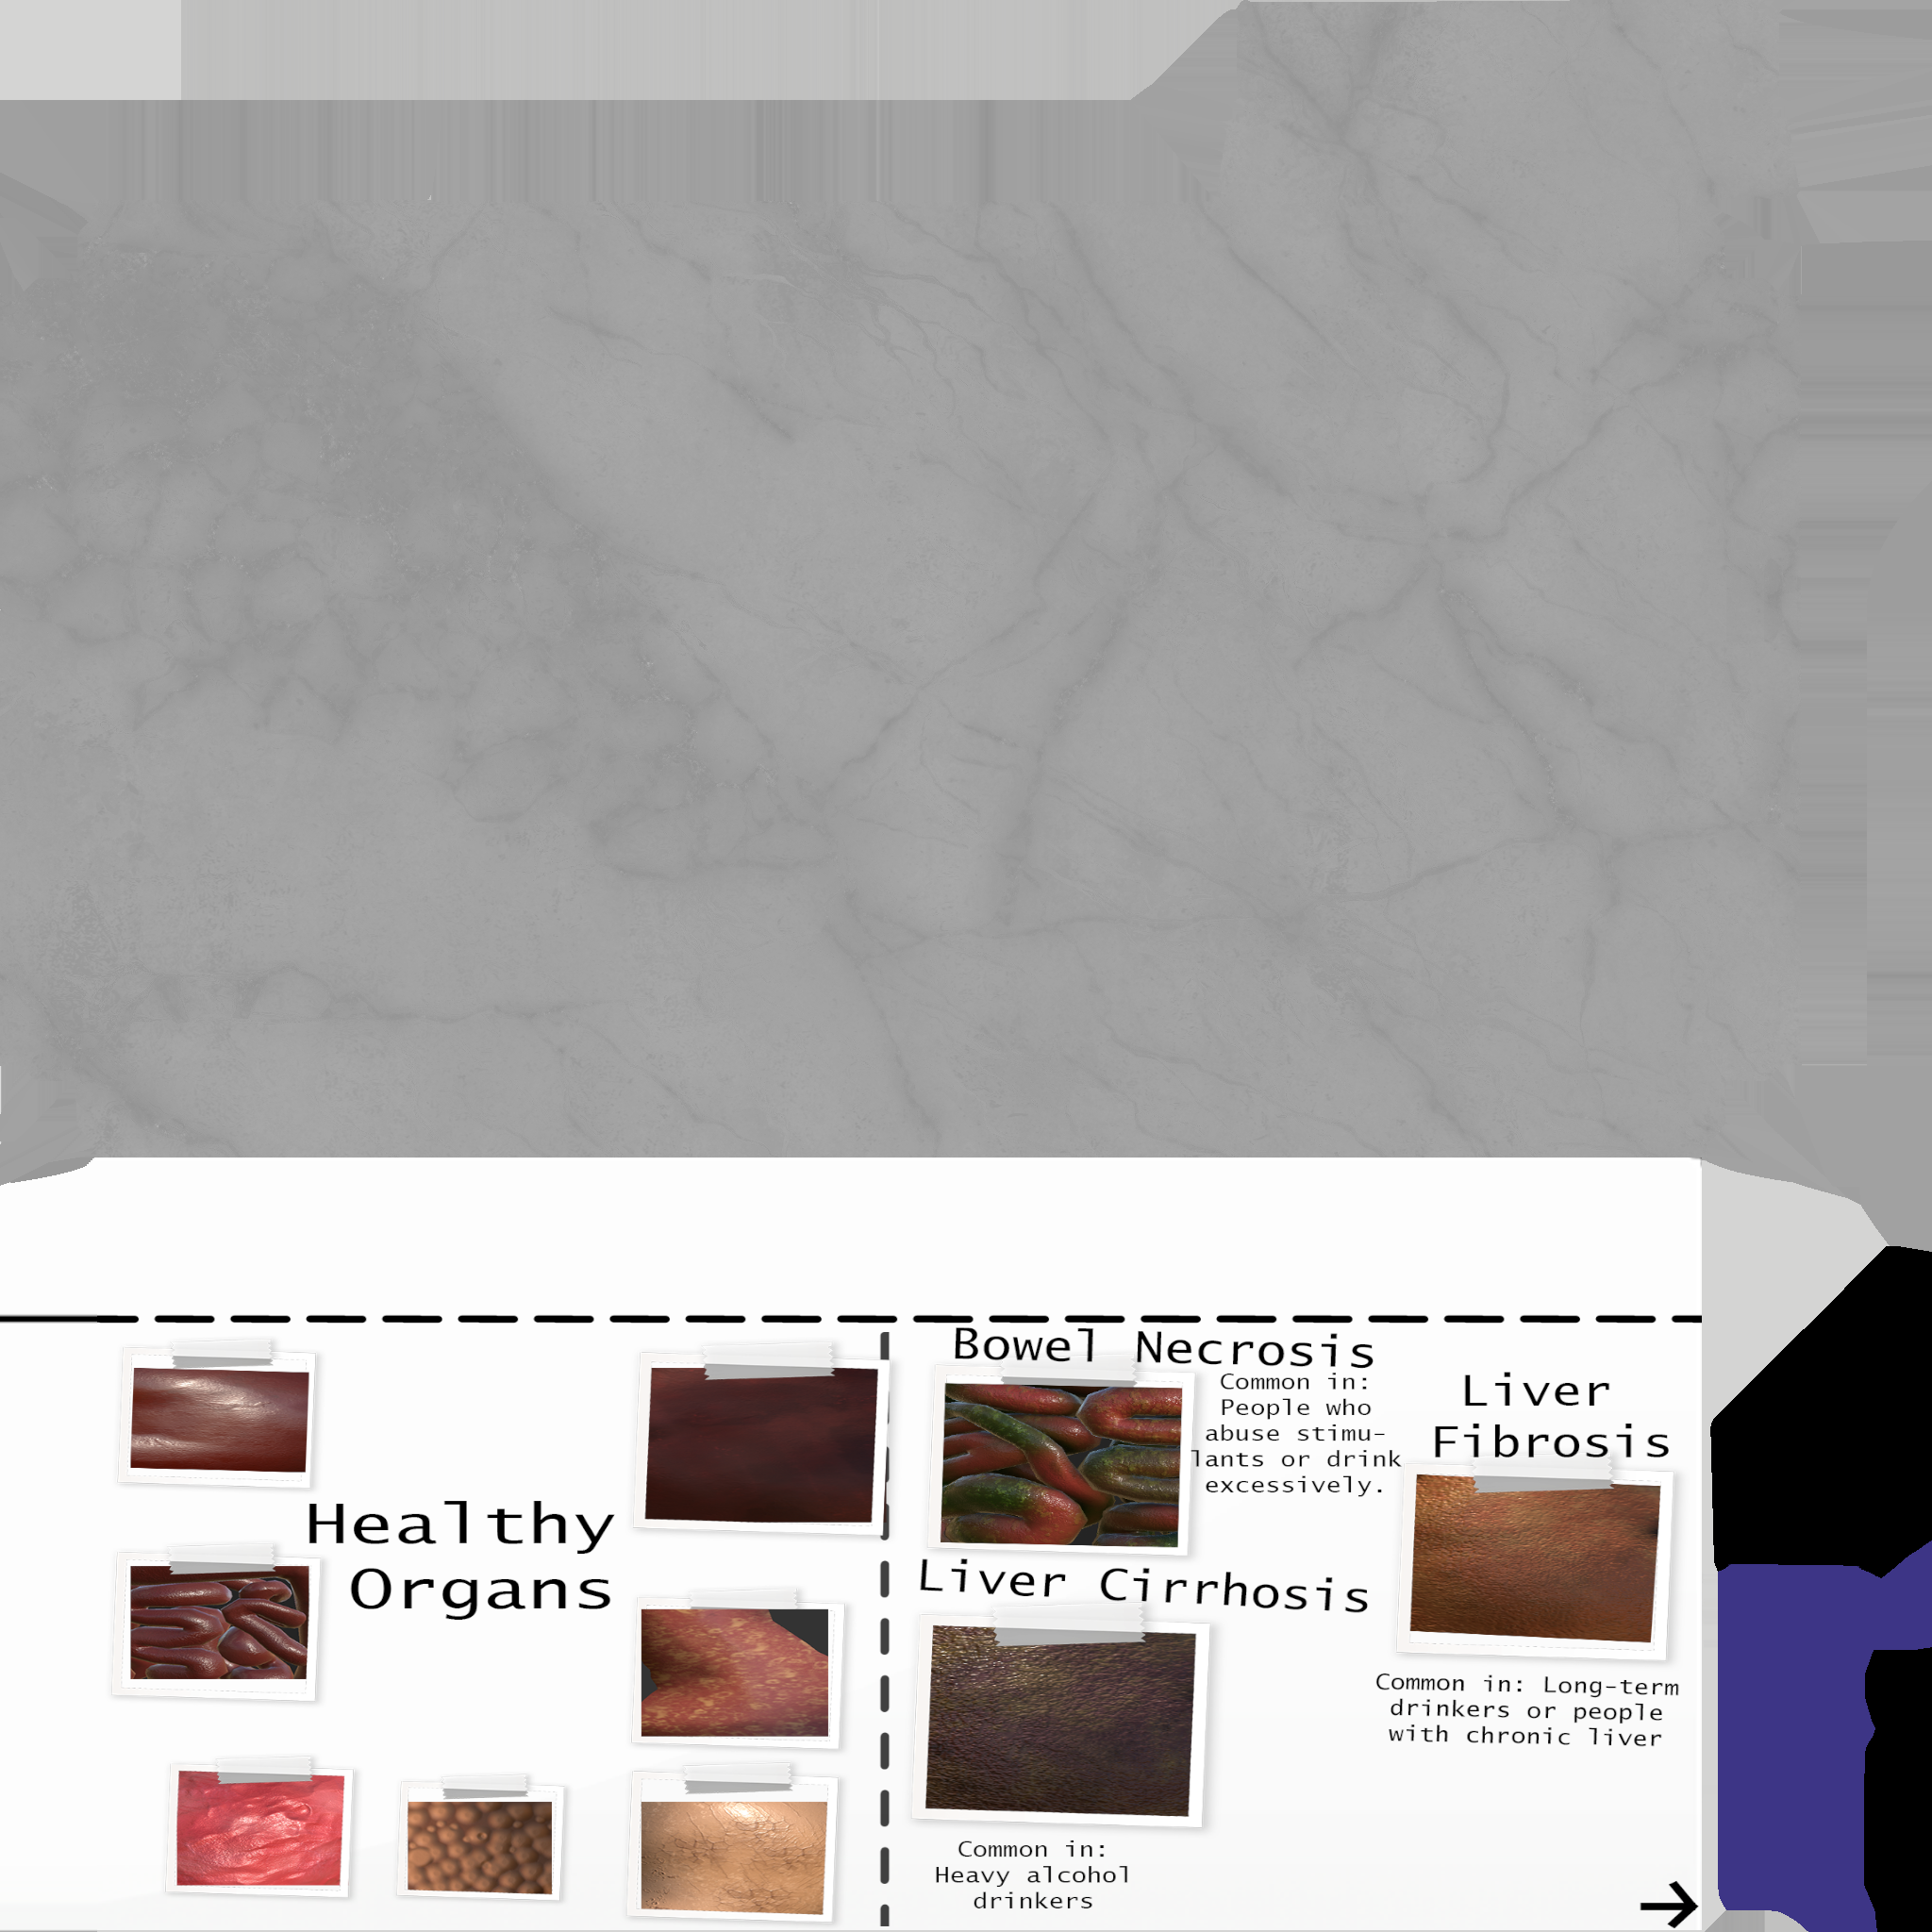 Healthy
Organs
Bowel Necrosis
Common in:
People who
abuse stimu-
lants or drink
excessively.
Liver Cirrhosis
Common in:
Heavy alcohol
drinkers
Liver
Fibrosis
Common in: Long-term
drinkers or people
with chronic liver